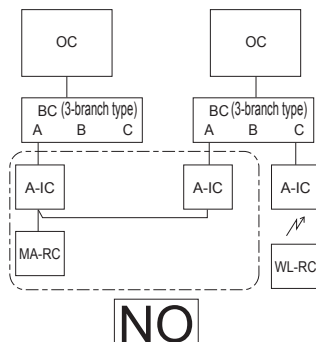 OC OC
BC (3-branch type) BC (3-branch type)
A B C A B C
A-IC A-IC A-IC
MA-RC WL-RC
NO